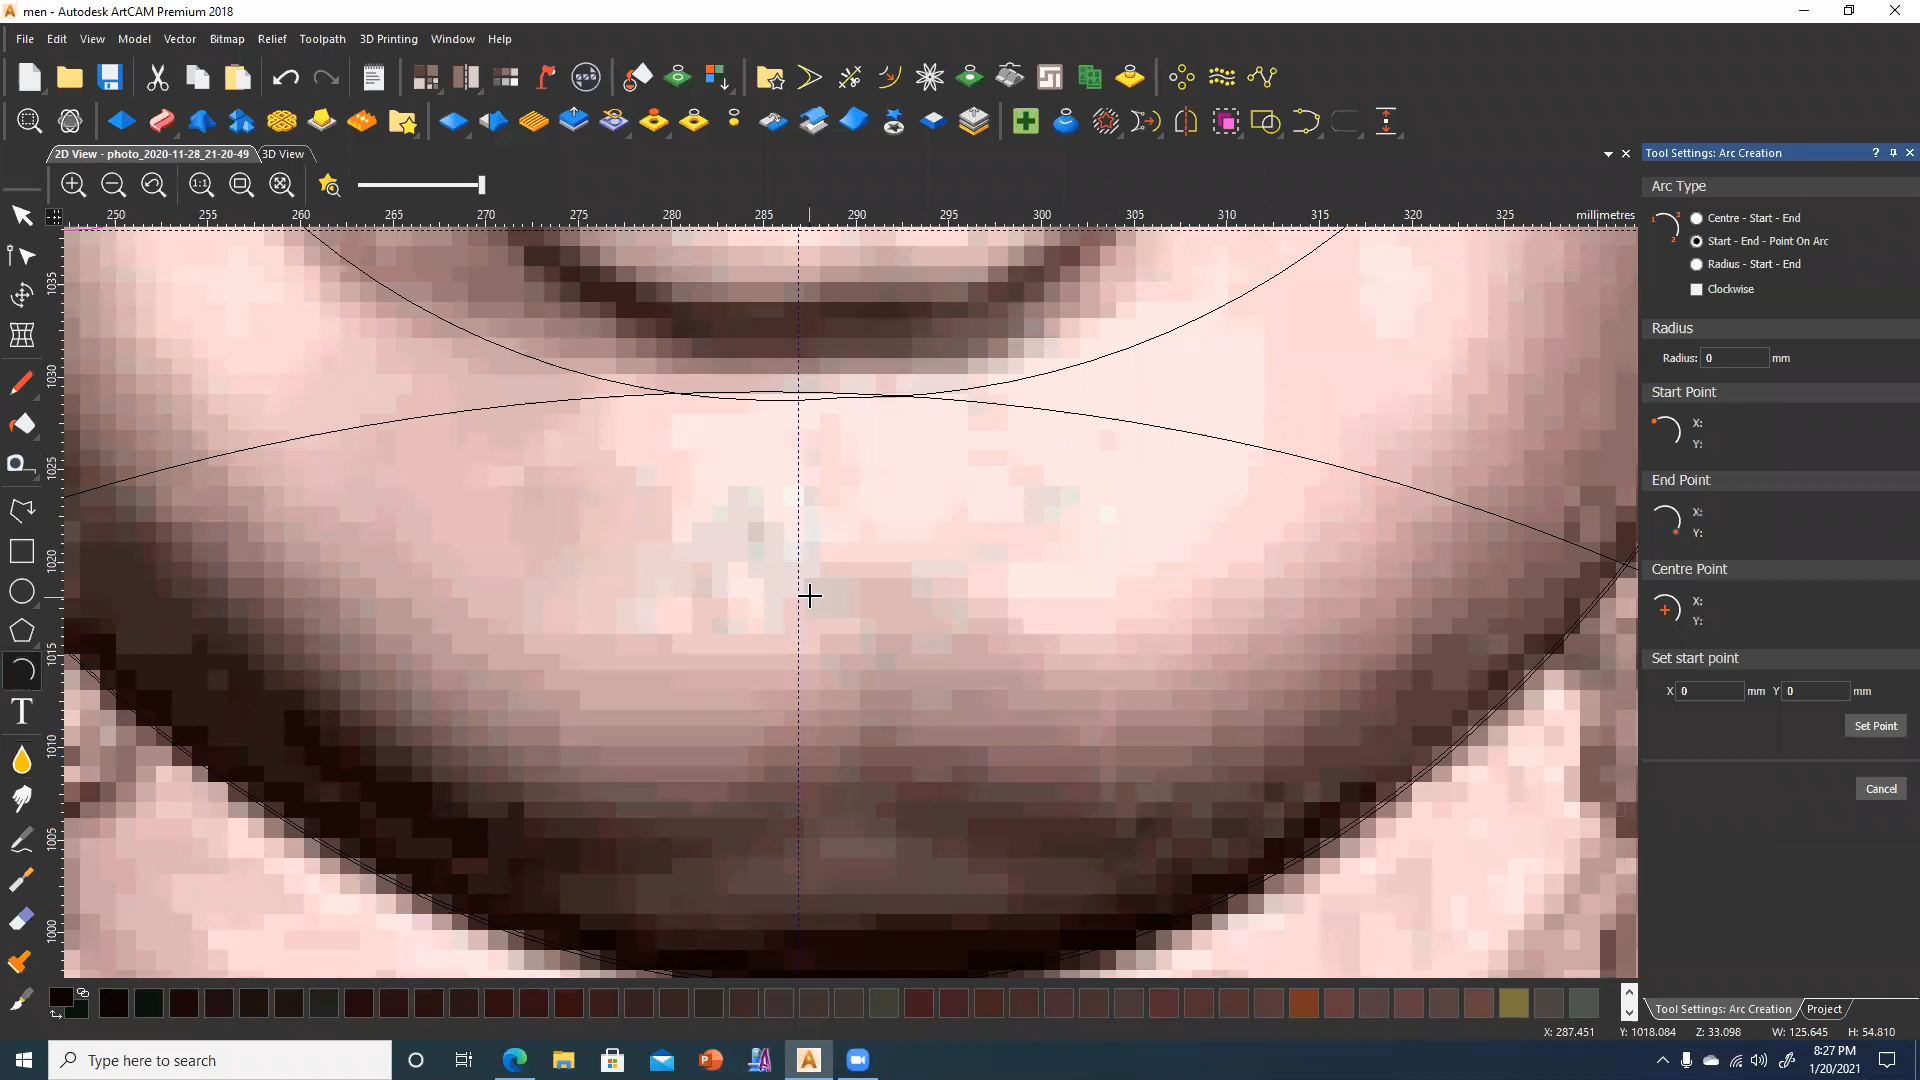 men - Autodesk ArtCAM Premium 2018
File Edit View Model Vector Bitmap Relief Toolpath 3D Printing Window Help
2D View - photo_2020-11-28_21-20-49 3D View
1:1
250 255 260 265 270 275 280 285 290 295 300 305 310 315 320 325 millimetres
1035
1030
1025
1020
1015
1010
1005
1000
T
Tool Settings: Arc Creation ?
Arc Type
Centre - Start - End
Start - End - Point On Arc
Radius - Start - End
Clockwise
Radius
Radius: 0 mm
Start Point
X:
Y:
End Point
X:
Y:
Centre Point
X:
Y:
Set start point
X 0 mm Y 0 mm
Set Point
Cancel
Tool Settings: Arc Creation Project
X: 287.451 Y: 1018.084 Z: 33.098 W: 125.645 H: 54.810
Type here to search
8:27 PM
1/20/2021